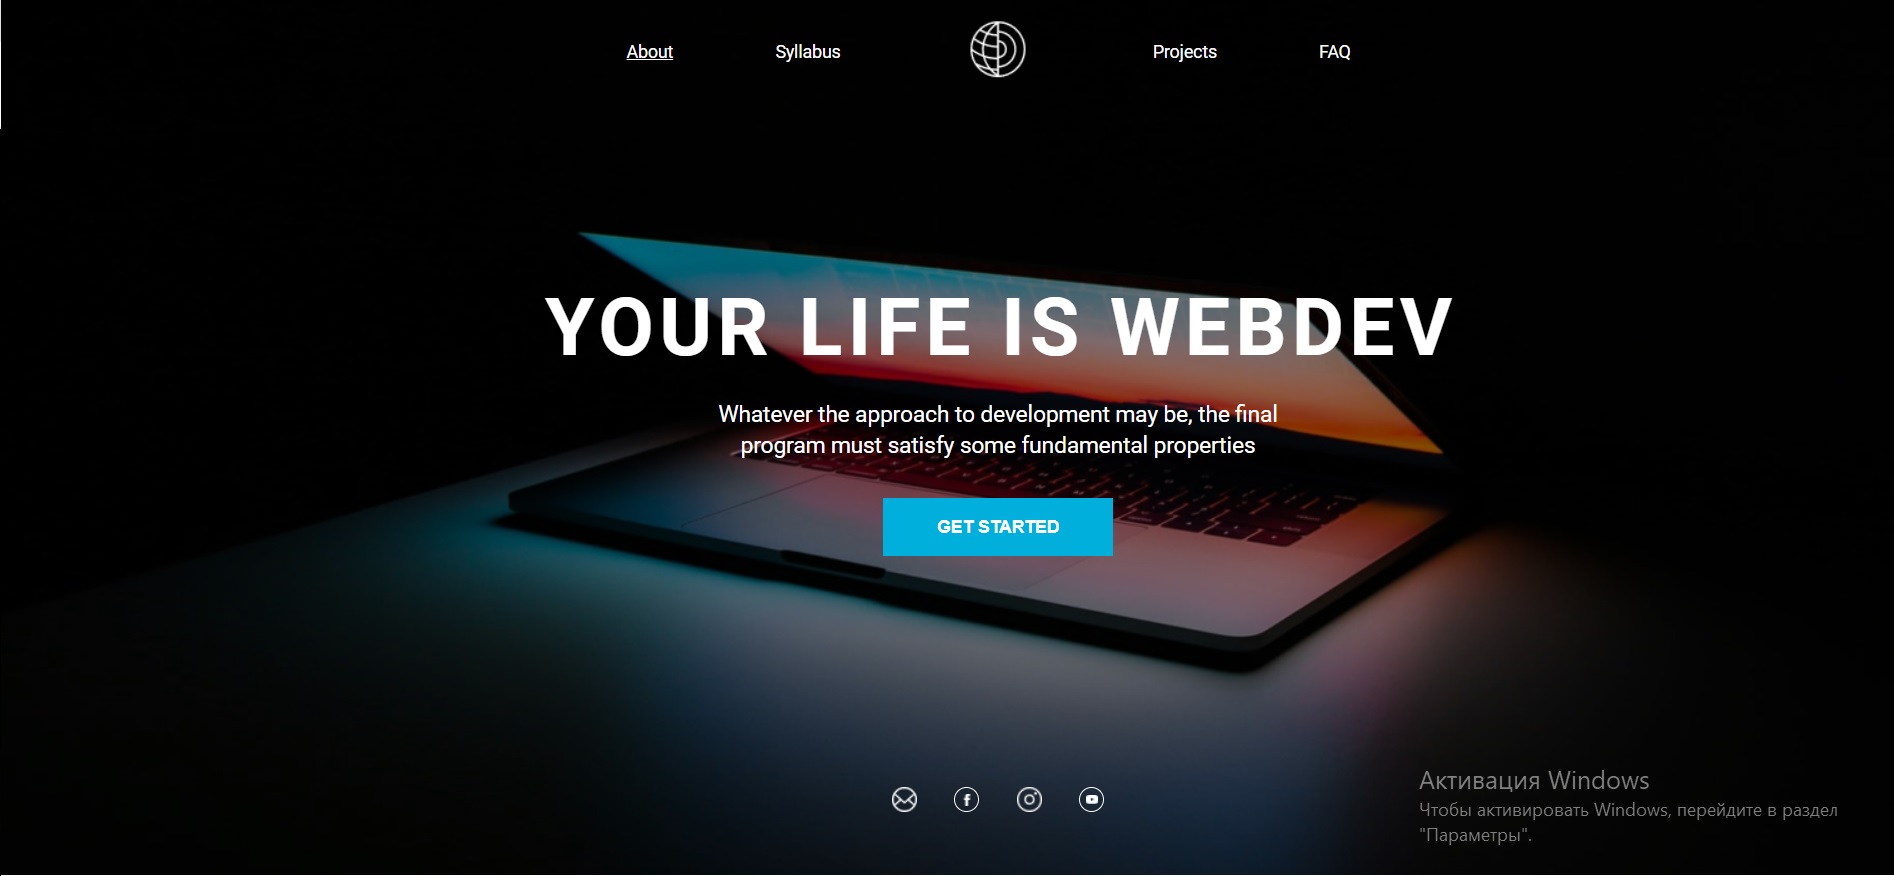 About
Syllabus
Projects
FAQ
YOUR LIFE IS WEBDEV
Whatever the approach to development may be, the final
program must satisfy some fundamental properties
GET STARTED
Активация Windows
Чтобы активировать Windows, перейдите в раздел
"Параметры".